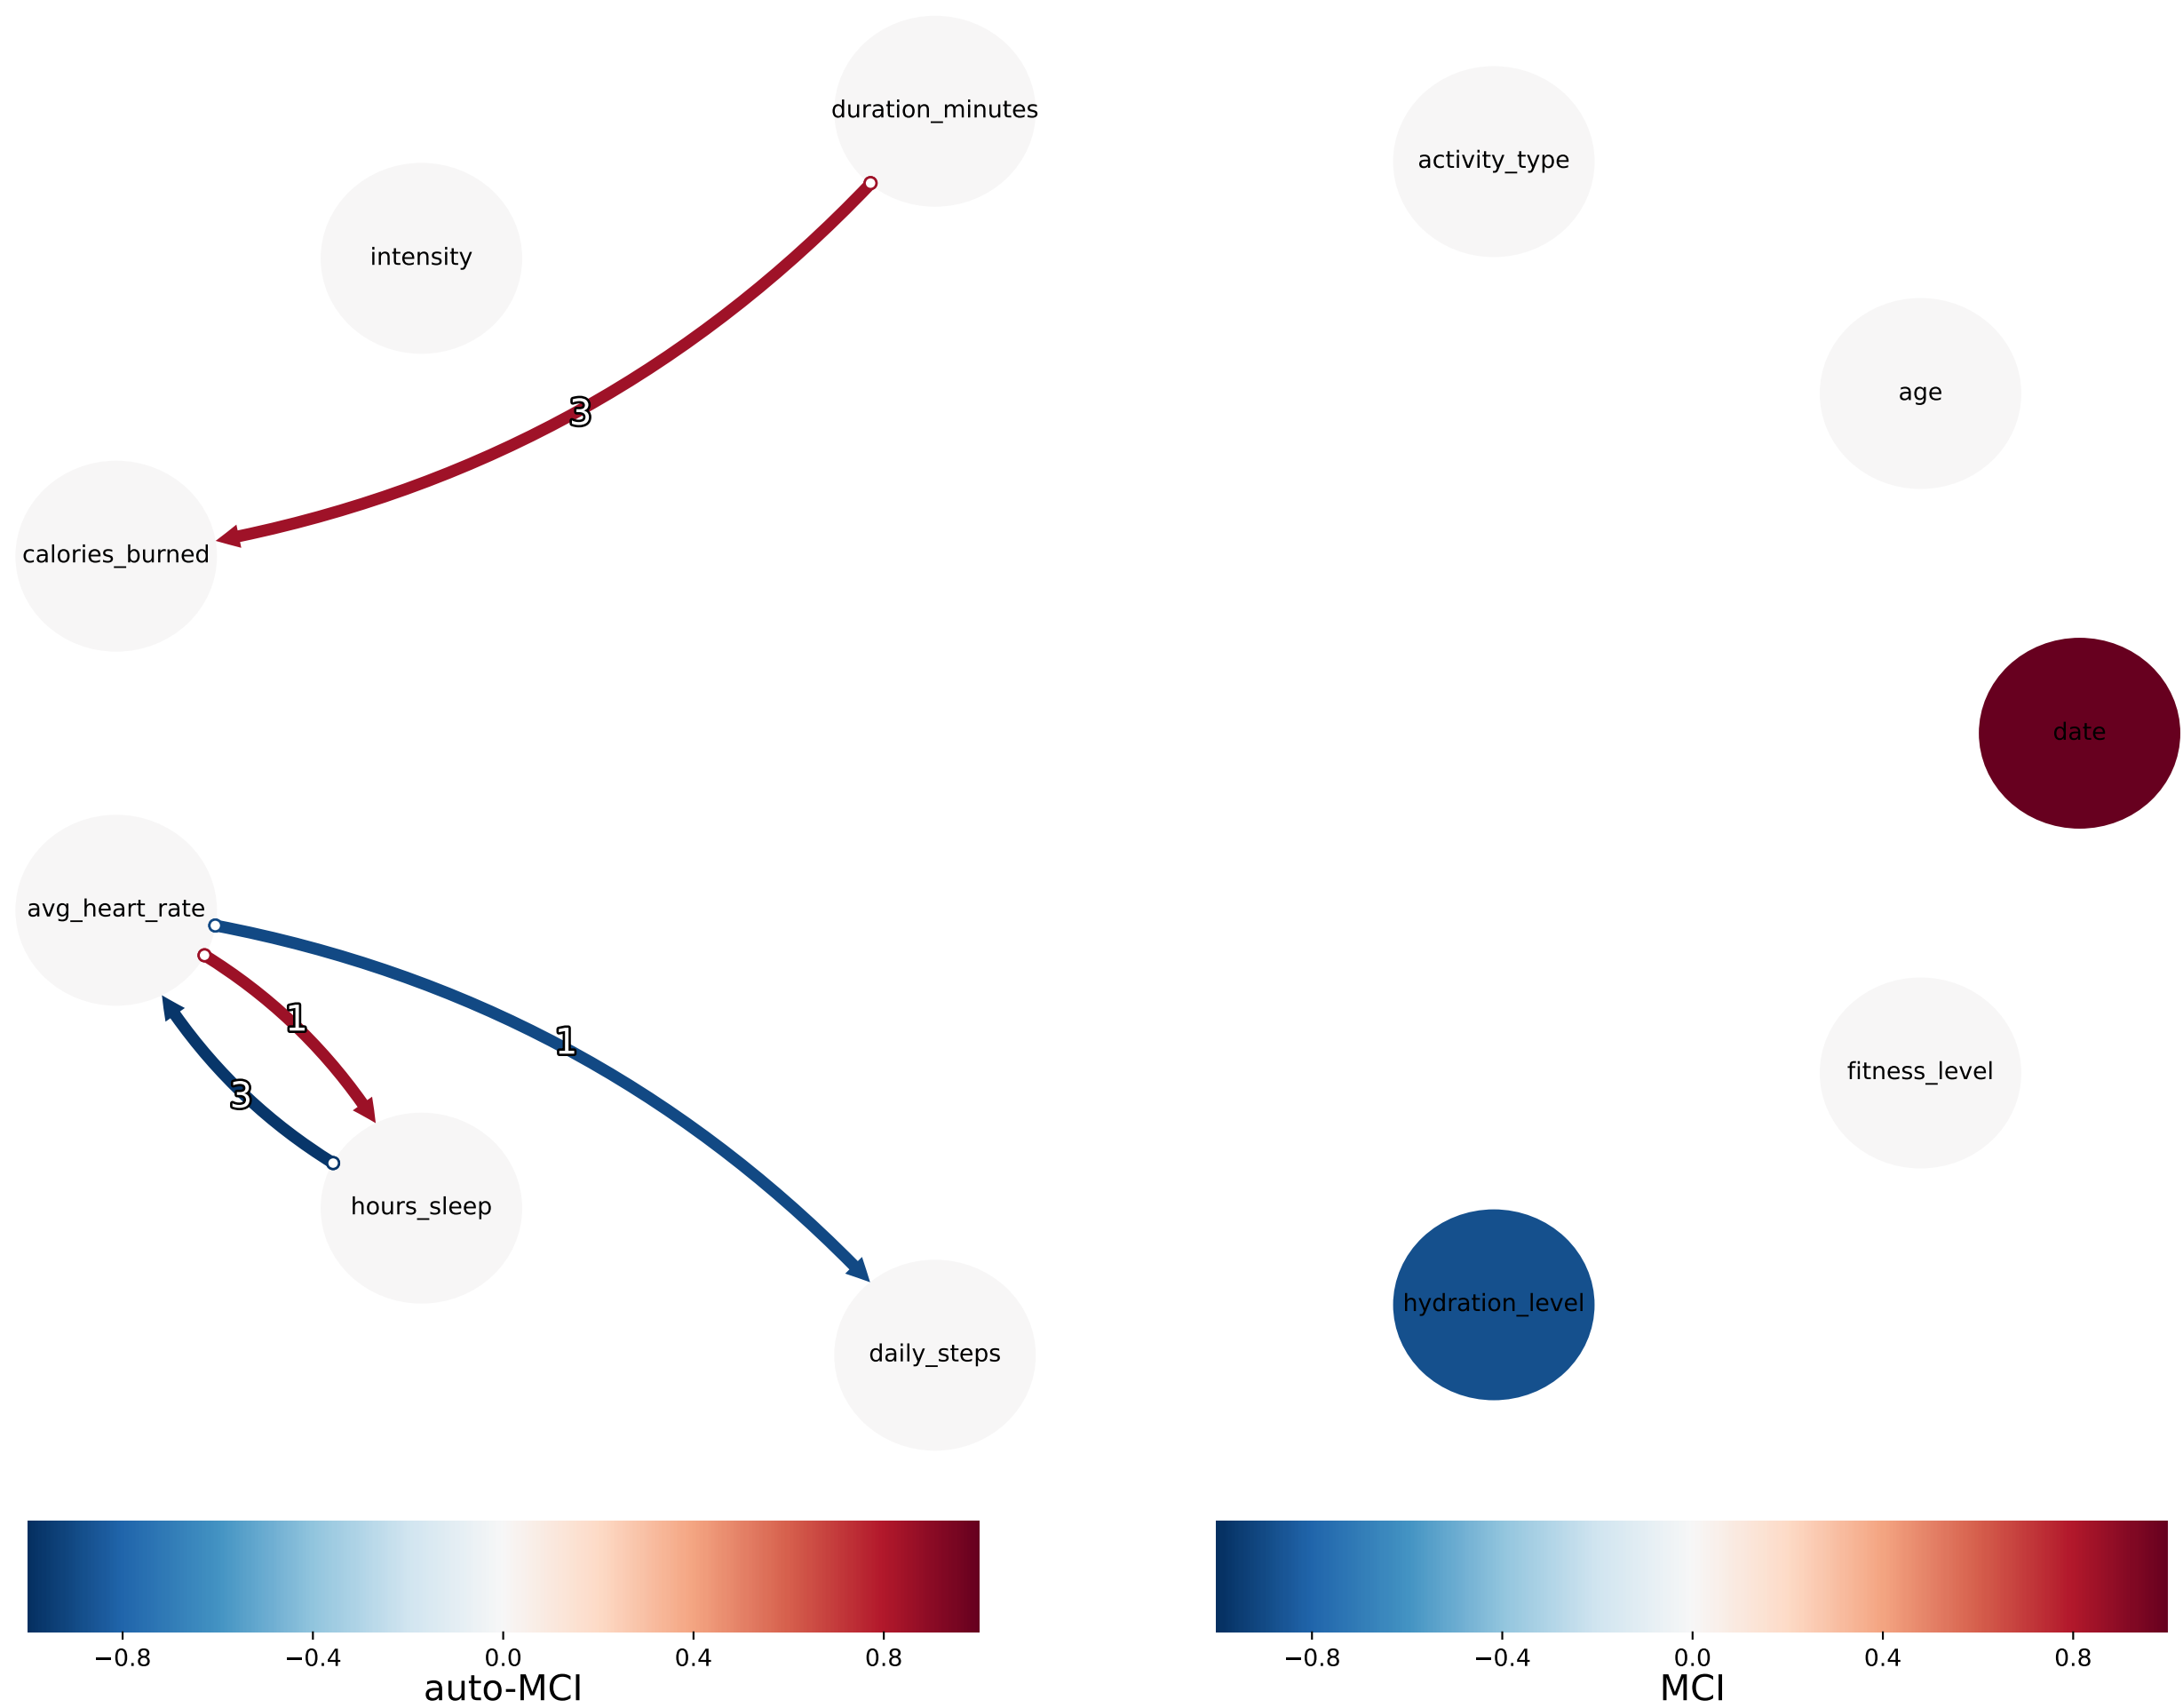 duration_minutes
activity_type
intensity
age
3
calories_burned
date
avg_heart_rate
1
1
3
fitness_level
hours_sleep
hydration_level
daily_steps
−0.8 −0.4 0.0 0.4 0.8
auto-MCI
−0.8 −0.4 0.0 0.4 0.8
MCI